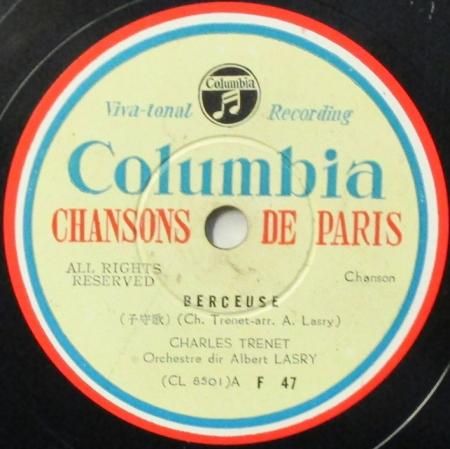 Columbia
Viva-tonal Recording
Columbia
CHANSONS DE PARIS
ALL RIGHTS RESERVED
Chanson
BERCEUSE
(子守歌) (Ch. Trenet-arr. A. Lasry)
CHARLES TRENET
Orchestre dir Albert LASRY
(CL 8501)A F 47